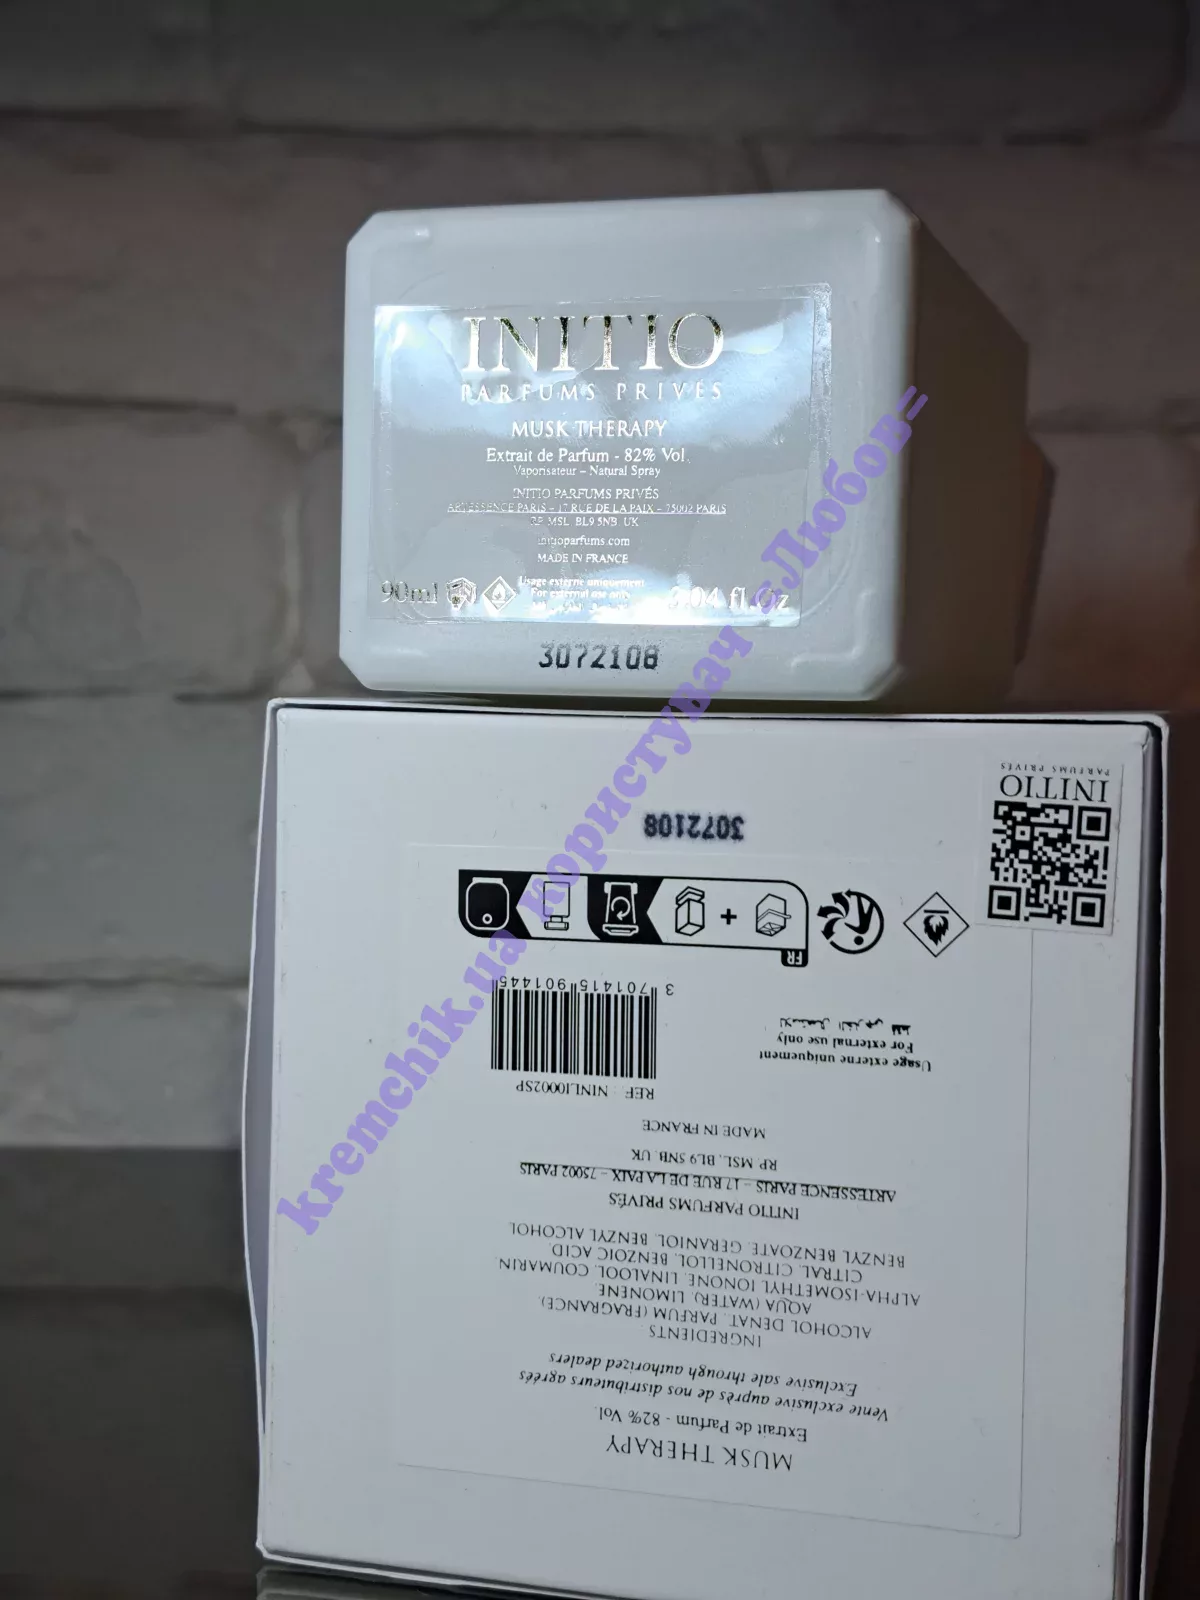 INITIO
PARFUMS PRIVÉS
MUSK THERAPY
Extrait de Parfum - 82% Vol.
Vaporisateur – Natural Spray
INITIO PARFUMS PRIVÉS
ARTESSENCE PARIS – 17 RUE DE LA PAIX – 75002 PARIS
RP. MSL. BL9 5NB. UK
initioparfums.com
MADE IN FRANCE
Usage externe uniquement
For external use only
90ml 3.04 fl.Oz
3072108
kremchik.ua користувач =Любов=
MUSK THERAPY
Extrait de Parfum - 82% Vol.
Vente exclusive auprès de nos distributeurs agréés
Exclusive sale through authorized dealers
INGREDIENTS :
ALCOHOL DENAT. PARFUM (FRAGRANCE).
AQUA (WATER). LIMONENE.
ALPHA-ISOMETHYL IONONE. LINALOOL. COUMARIN
CITRAL. CITRONELLOL. BENZOIC ACID.
BENZYL BENZOATE. GERANIOL. BENZYL ALCOHOL
INITIO PARFUMS PRIVÉS
ARTESSENCE PARIS – 17 RUE DE LA PAIX – 75002 PARIS
RP. MSL. BL9 5NB. UK
MADE IN FRANCE
REF. : NINLI0002SP
3 701415 901445
Usage externe uniquement
For external use only
للاستعمال الخارجي فقط
FR
3072108
INITIO
PARFUMS PRIVÉS